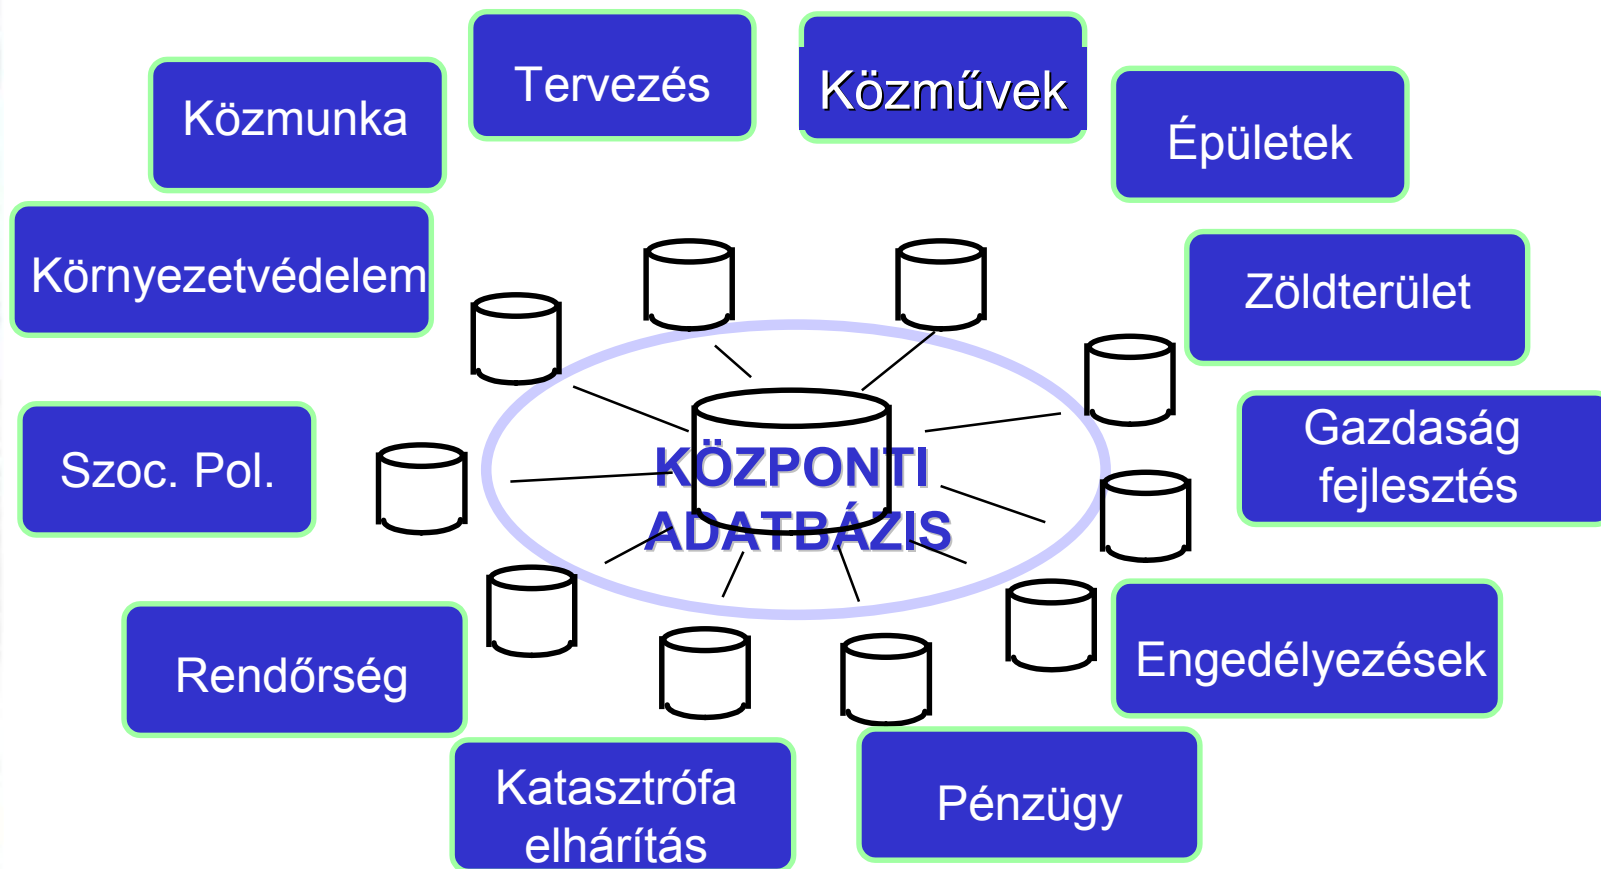 Tervezés
Közművek
Közmunka
Épületek
Környezetvédelem
Zöldterület
Gazdaság
fejlesztés
Szoc. Pol.
KÖZPONTI
ADATBÁZIS
Rendőrség
Engedélyezések
Katasztrófa
elhárítás
Pénzügy